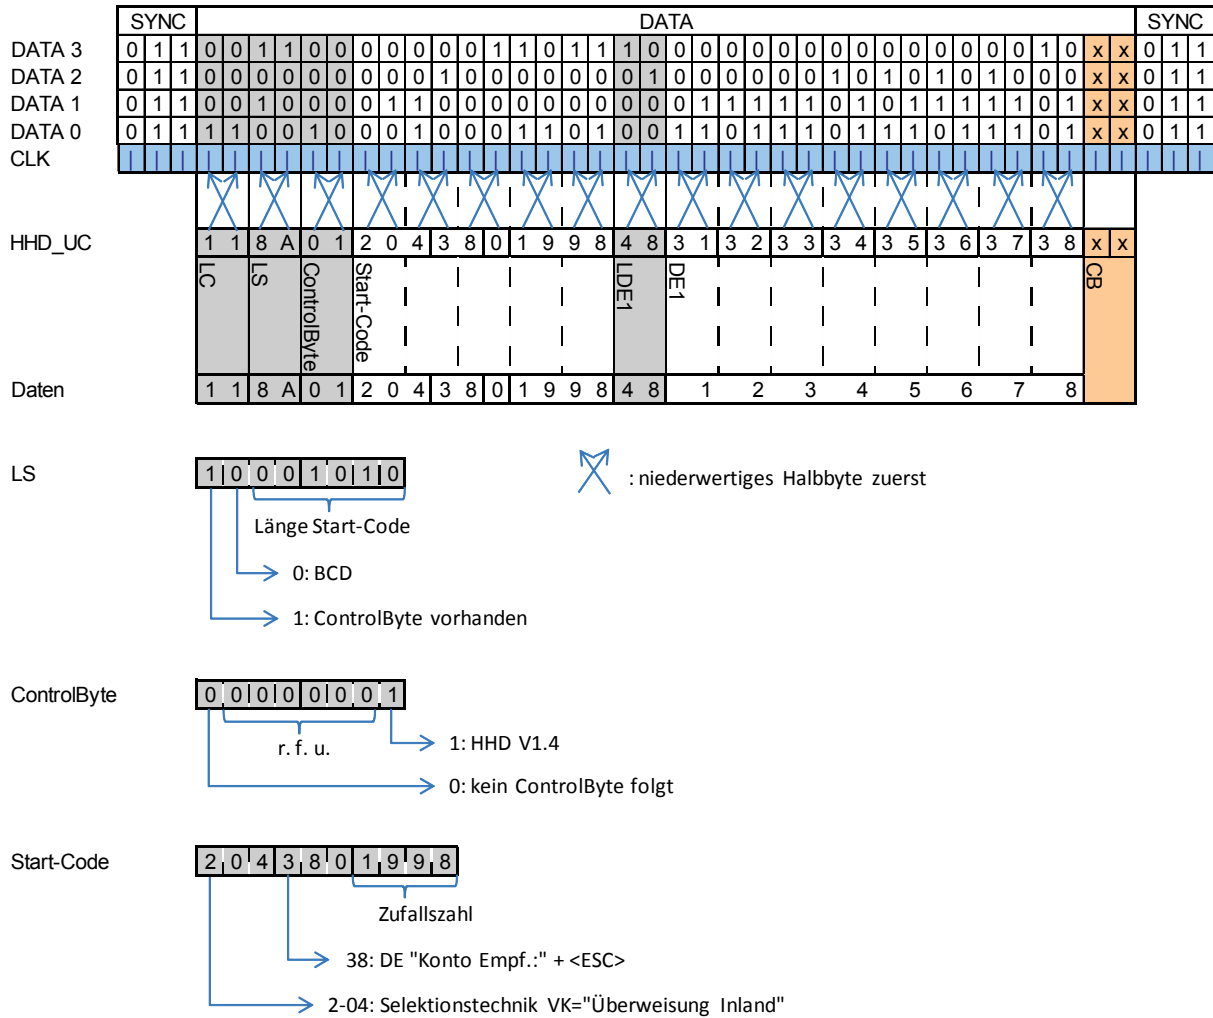 SYNC DATA SYNC
DATA 3 0 1 1 0 0 1 1 0 0 0 0 0 0 0 1 1 0 1 1 1 0 0 0 0 0 0 0 0 0 0 0 0 0 0 0 1 0 x x 0 1 1
DATA 2 0 1 1 0 0 0 0 0 0 0 0 0 1 0 0 0 0 0 0 0 1 0 0 0 0 0 0 1 0 1 0 1 0 1 0 0 0 x x 0 1 1
DATA 1 0 1 1 0 0 1 0 0 0 0 1 1 0 0 0 0 0 0 0 0 0 0 1 1 1 1 1 0 1 0 1 1 1 1 1 0 1 x x 0 1 1
DATA 0 0 1 1 1 1 0 0 1 0 0 0 1 0 0 0 1 1 0 1 0 0 1 1 0 1 1 1 0 1 1 1 0 1 1 1 0 1 x x 0 1 1
CLK
HHD_UC 1 1 8 A 0 1 2 0 4 3 8 0 1 9 9 8 4 8 3 1 3 2 3 3 3 4 3 5 3 6 3 7 3 8 x x
LC
LS
ControlByte
Start-Code
LDE1
DE1
CB
Daten 1 1 8 A 0 1 2 0 4 3 8 0 1 9 9 8 4 8 1 2 3 4 5 6 7 8
LS 1 0 0 0 1 0 1 0
: niederwertiges Halbbyte zuerst
Länge Start-Code
0: BCD
1: ControlByte vorhanden
ControlByte 0 0 0 0 0 0 0 1
r. f. u.
1: HHD V1.4
0: kein ControlByte folgt
Start-Code 2 0 4 3 8 0 1 9 9 8
Zufallszahl
38: DE "Konto Empf.:" + <ESC>
2-04: Selektionstechnik VK="Überweisung Inland"